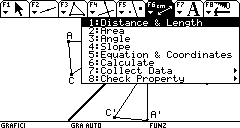 F1 F2 F3 F4 F5 F6 F7 F8
1:Distance & Length
2:Area
3:Angle
4:Slope
5:Equation & Coordinates
6:Calculate
7:Collect Data
8:Check Property
A
C' A'
GRAFICI GRA AUTO FUNZ